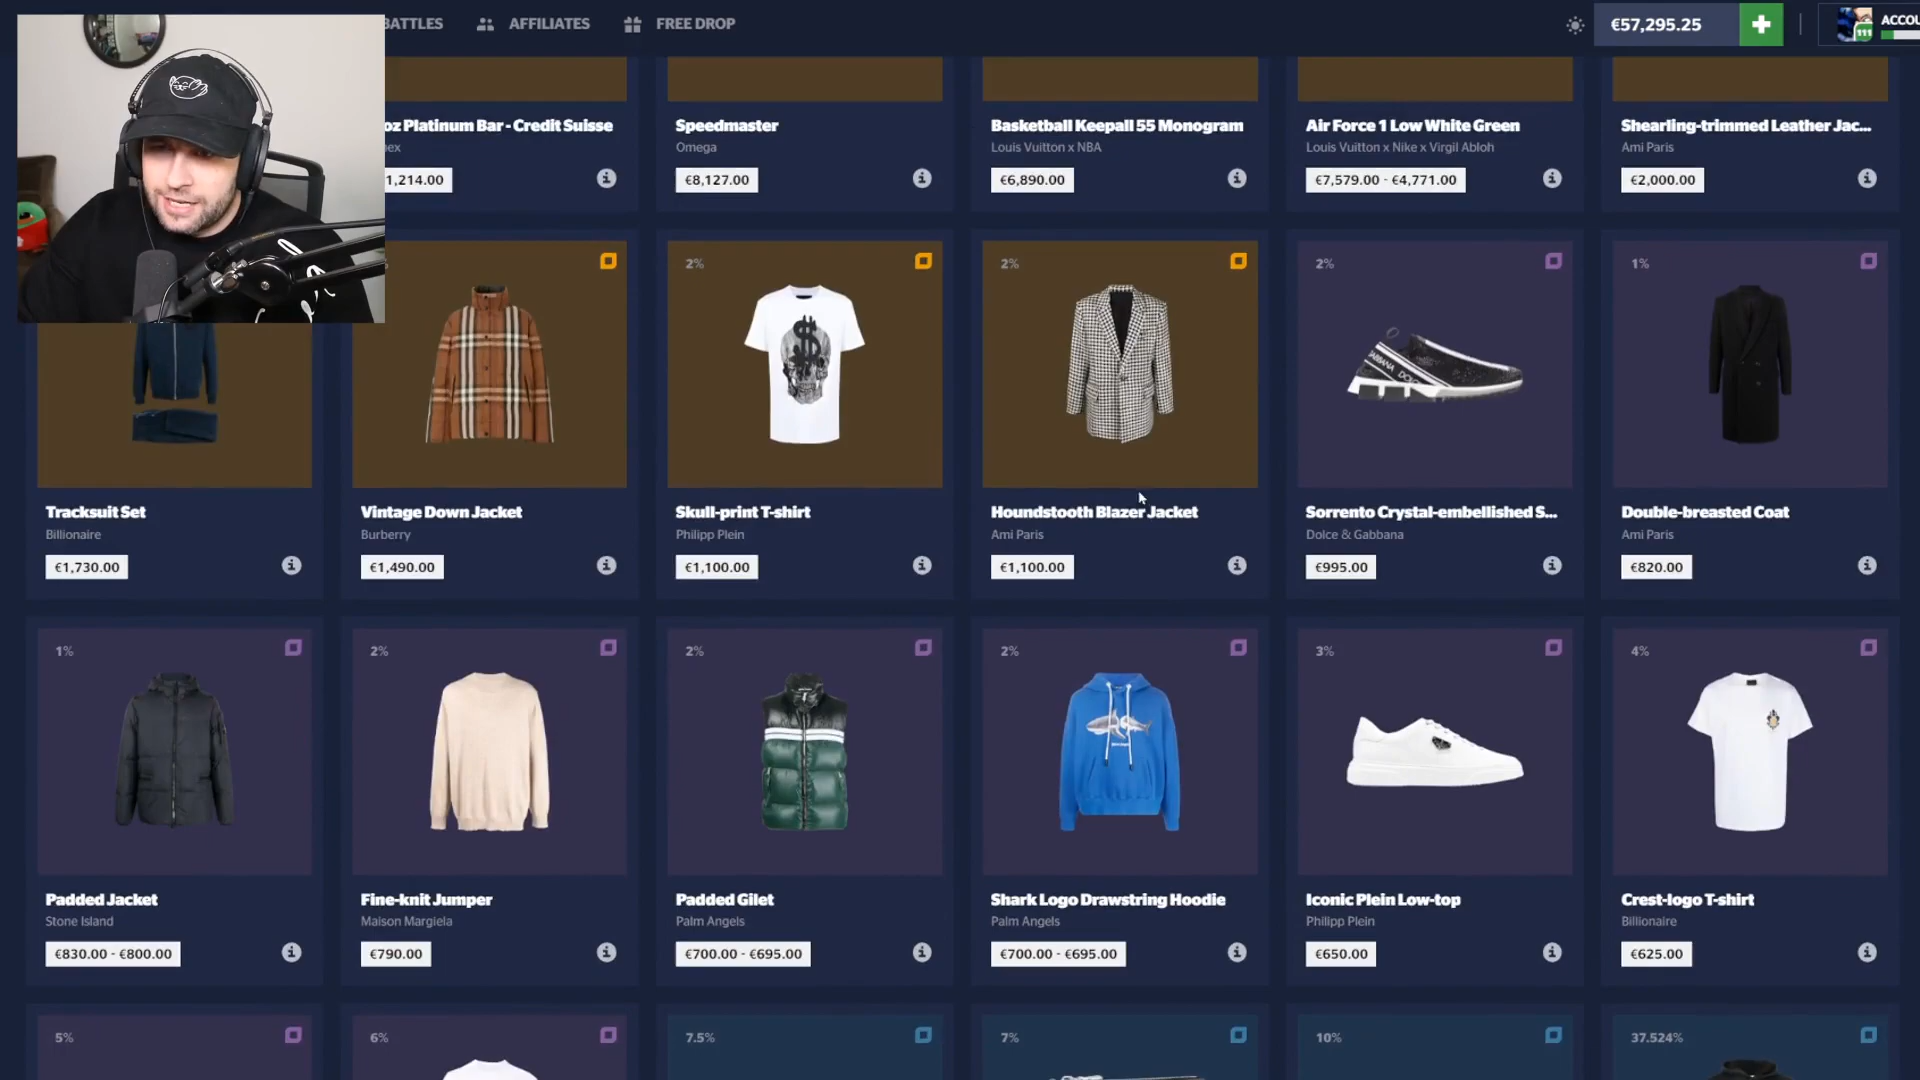 BATTLES
AFFILIATES
FREE DROP
€57,295.25
111
oz Platinum Bar - Credit Suisse
1,214.00
Speedmaster
Omega
€8,127.00
Basketball Keepall 55 Monogram
Louis Vuitton x NBA
€6,890.00
Air Force 1 Low White Green
Louis Vuitton x Nike x Virgil Abloh
€7,579.00 - €4,771.00
Shearling-trimmed Leather Jac...
Ami Paris
€2,000.00
Tracksuit Set
Billionaire
€1,730.00
Vintage Down Jacket
Burberry
€1,490.00
2%
Skull-print T-shirt
Philipp Plein
€1,100.00
2%
Houndstooth Blazer Jacket
Ami Paris
€1,100.00
2%
Sorrento Crystal-embellished S...
Dolce & Gabbana
€995.00
1%
Double-breasted Coat
Ami Paris
€820.00
1%
Padded Jacket
Stone Island
€830.00 - €800.00
2%
Fine-knit Jumper
Maison Margiela
€790.00
2%
Padded Gilet
Palm Angels
€700.00 - €695.00
2%
Shark Logo Drawstring Hoodie
Palm Angels
€700.00 - €695.00
3%
Iconic Plein Low-top
Philipp Plein
€650.00
4%
Crest-logo T-shirt
Billionaire
€625.00
5%
6%
7.5%
7%
10%
37.524%